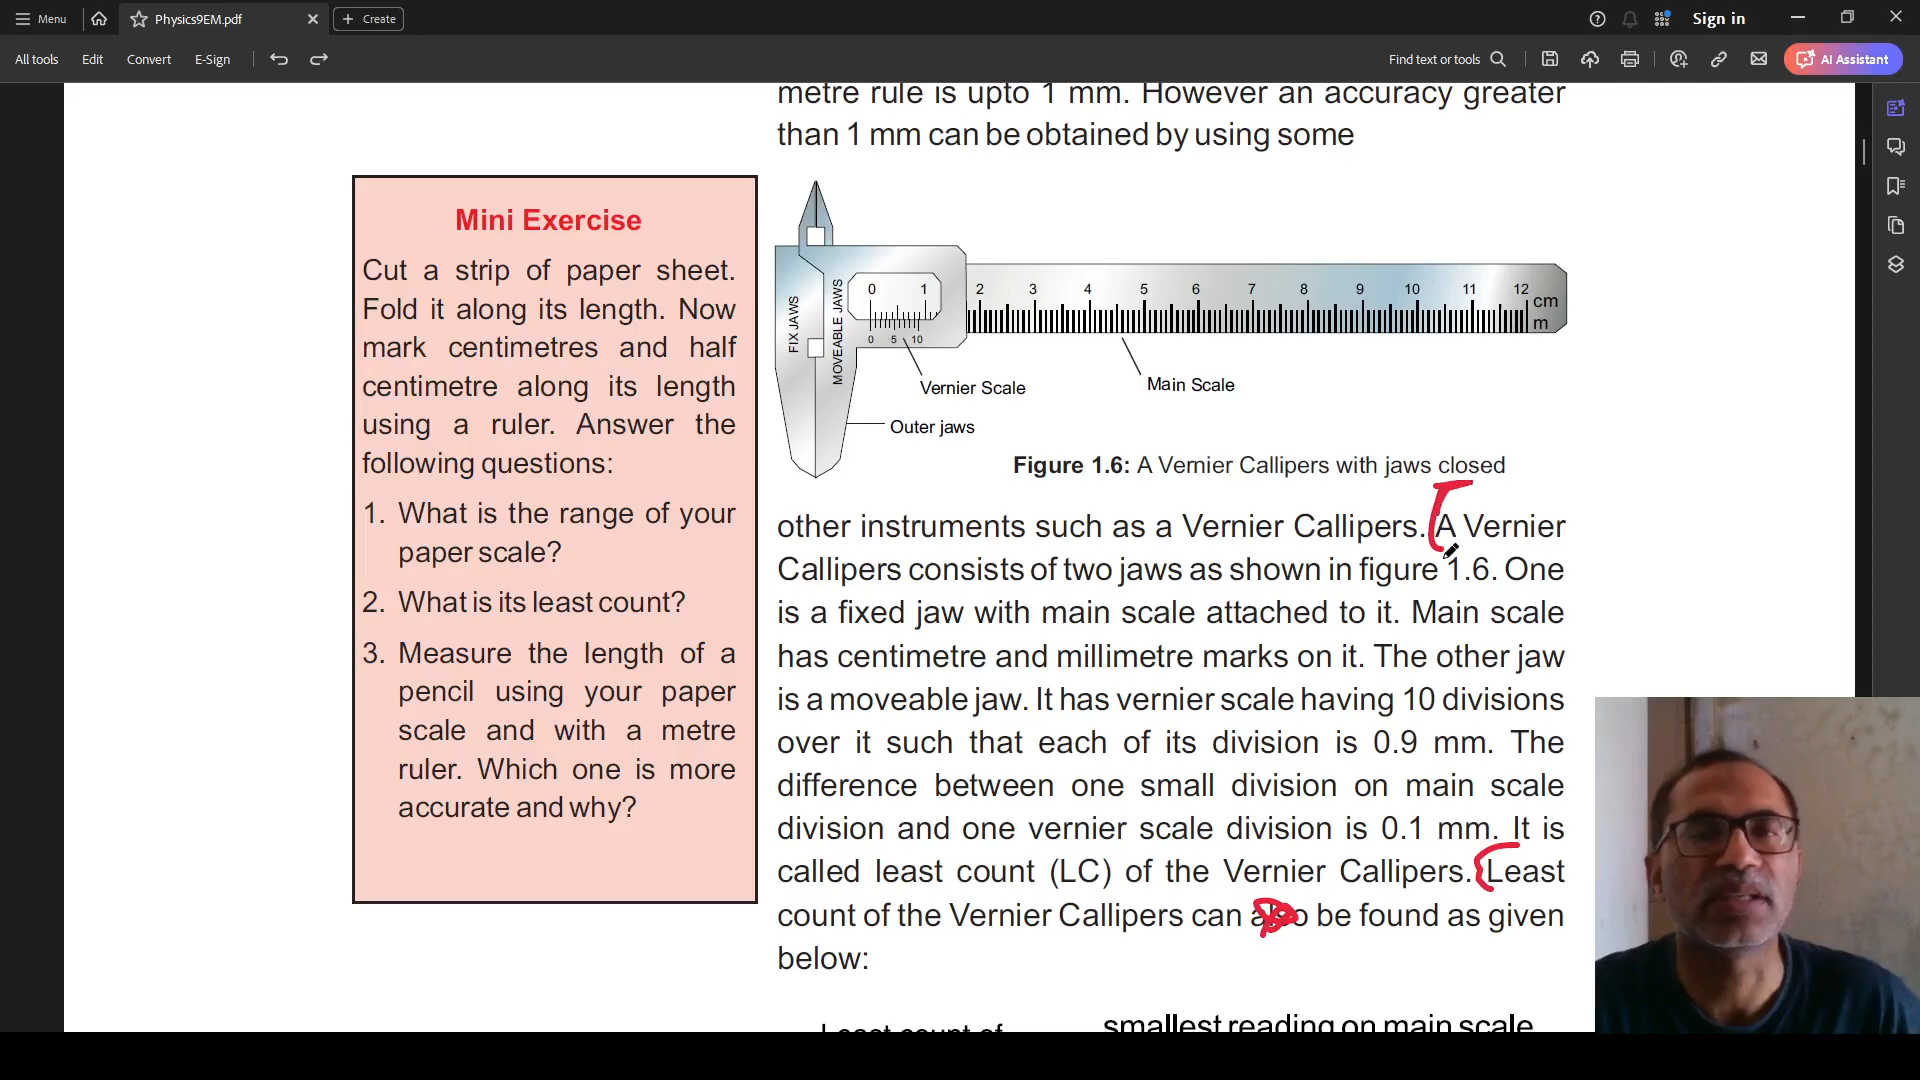 Menu
Physics9EM.pdf
Create
Sign in
All tools
Edit
Convert
E-Sign
Find text or tools
AI Assistant
metre rule is upto 1 mm. However an accuracy greater
than 1 mm can be obtained by using some
Mini Exercise
Cut a strip of paper sheet.
Fold it along its length. Now
mark centimetres and half
centimetre along its length
using a ruler. Answer the
following questions:
1. What is the range of your
paper scale?
2. What is its least count?
3. Measure the length of a
pencil using your paper
scale and with a metre
ruler. Which one is more
accurate and why?
FIX JAWS
MOVEABLE JAWS
0 1 2 3 4 5 6 7 8 9 10 11 12 cm
m
0 5 10
Vernier Scale
Main Scale
Outer jaws
Figure 1.6: A Vernier Callipers with jaws closed
other instruments such as a Vernier Callipers. A Vernier
Callipers consists of two jaws as shown in figure 1.6. One
is a fixed jaw with main scale attached to it. Main scale
has centimetre and millimetre marks on it. The other jaw
is a moveable jaw. It has vernier scale having 10 divisions
over it such that each of its division is 0.9 mm. The
difference between one small division on main scale
division and one vernier scale division is 0.1 mm. It is
called least count (LC) of the Vernier Callipers. Least
count of the Vernier Callipers can also be found as given
below:
Least count of
smallest reading on main scale